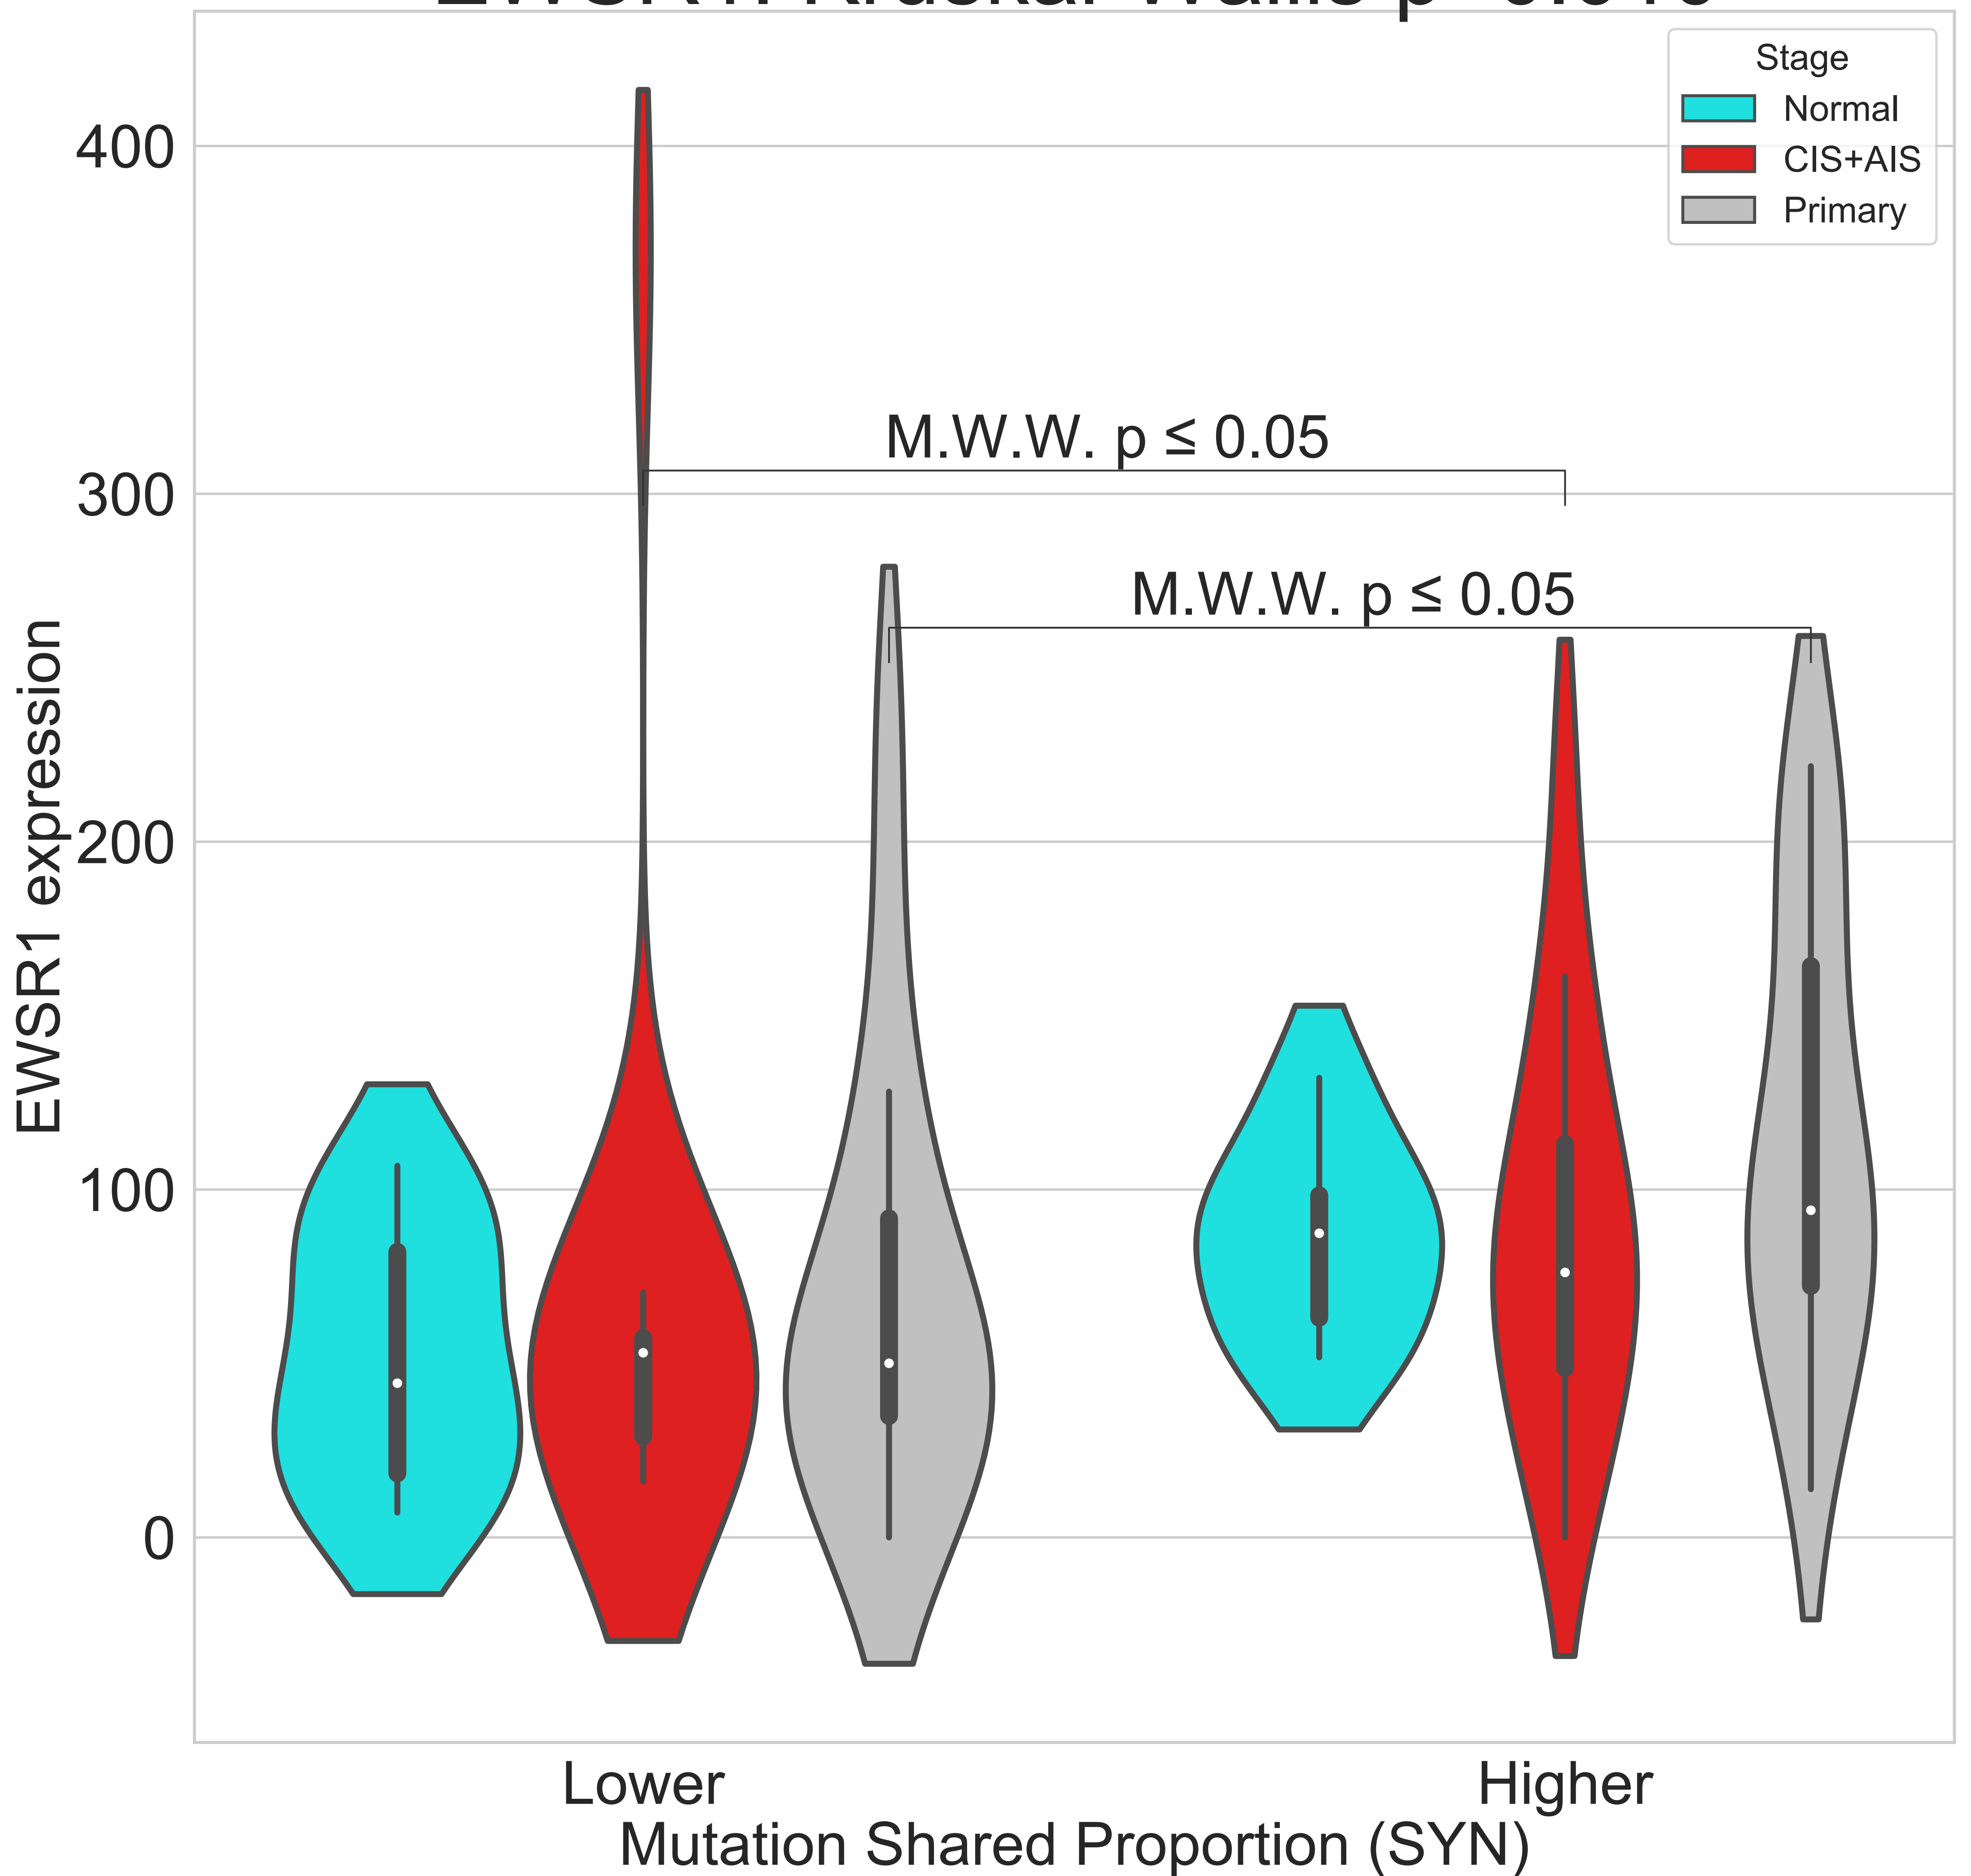 Stage
Normal
CIS+AIS
Primary
400
300
200
100
0
M.W.W. p ≤ 0.05
M.W.W. p ≤ 0.05
EWSR1 expression
Lower
Higher
Mutation Shared Proportion (SYN)